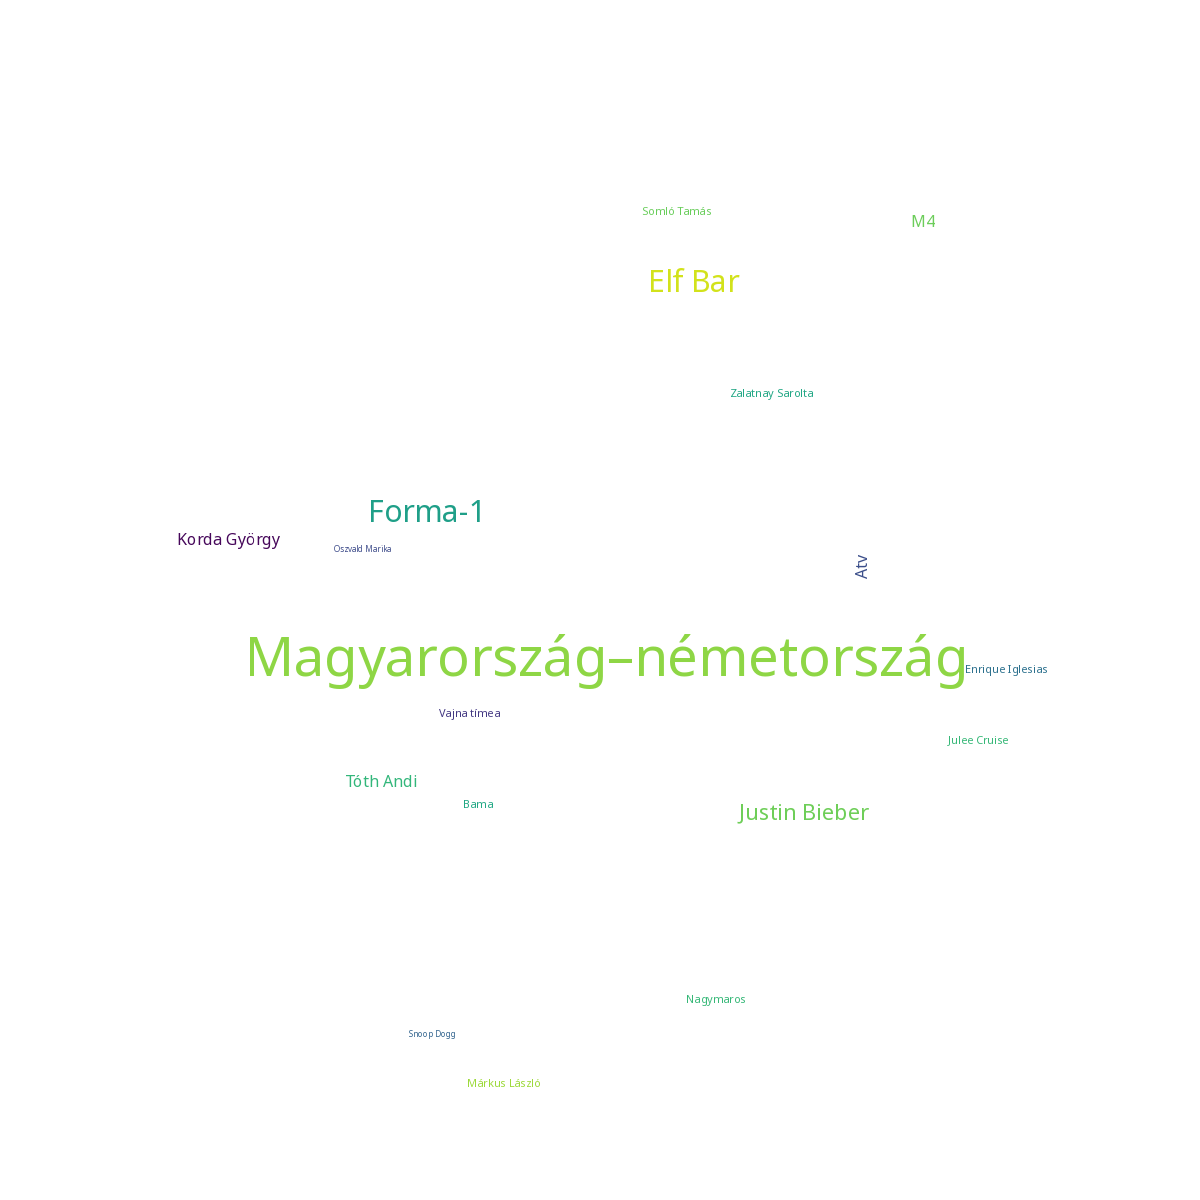 Somló Tamás
M4
Elf Bar
Zalatnay Sarolta
Forma-1
Korda György
Oszvald Marika
Atv
Magyarország–németország
Enrique Iglesias
Vajna tímea
Julee Cruise
Tóth Andi
Bama
Justin Bieber
Nagymaros
Snoop Dogg
Márkus László